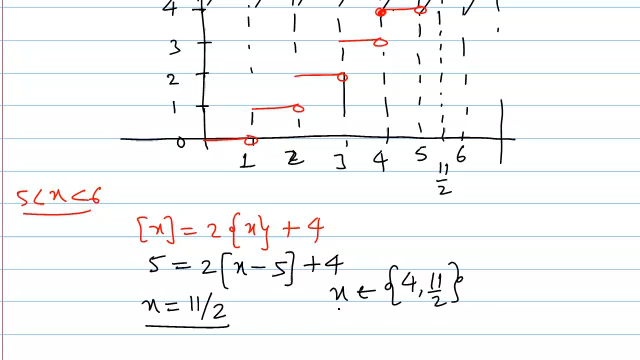 4
3
2
1
0
1 2 3 4 5 11/2 6
5 < x < 6
[x] = 2{x} + 4
5 = 2[x - 5] + 4
x = 11/2
x ∈ {4, 11/2}